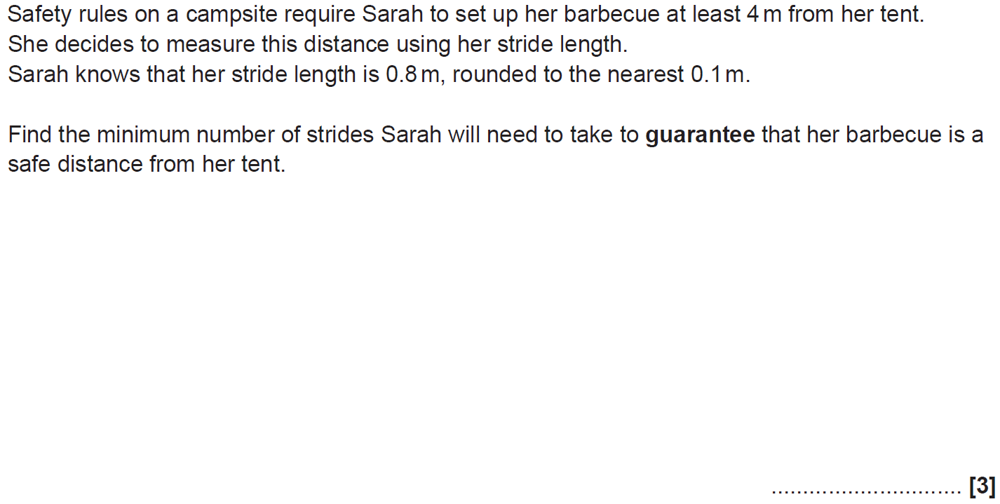 Safety rules on a campsite require Sarah to set up her barbecue at least 4 m from her tent.
She decides to measure this distance using her stride length.
Sarah knows that her stride length is 0.8 m, rounded to the nearest 0.1 m.
Find the minimum number of strides Sarah will need to take to guarantee that her barbecue is a
safe distance from her tent.
.............................. [3]